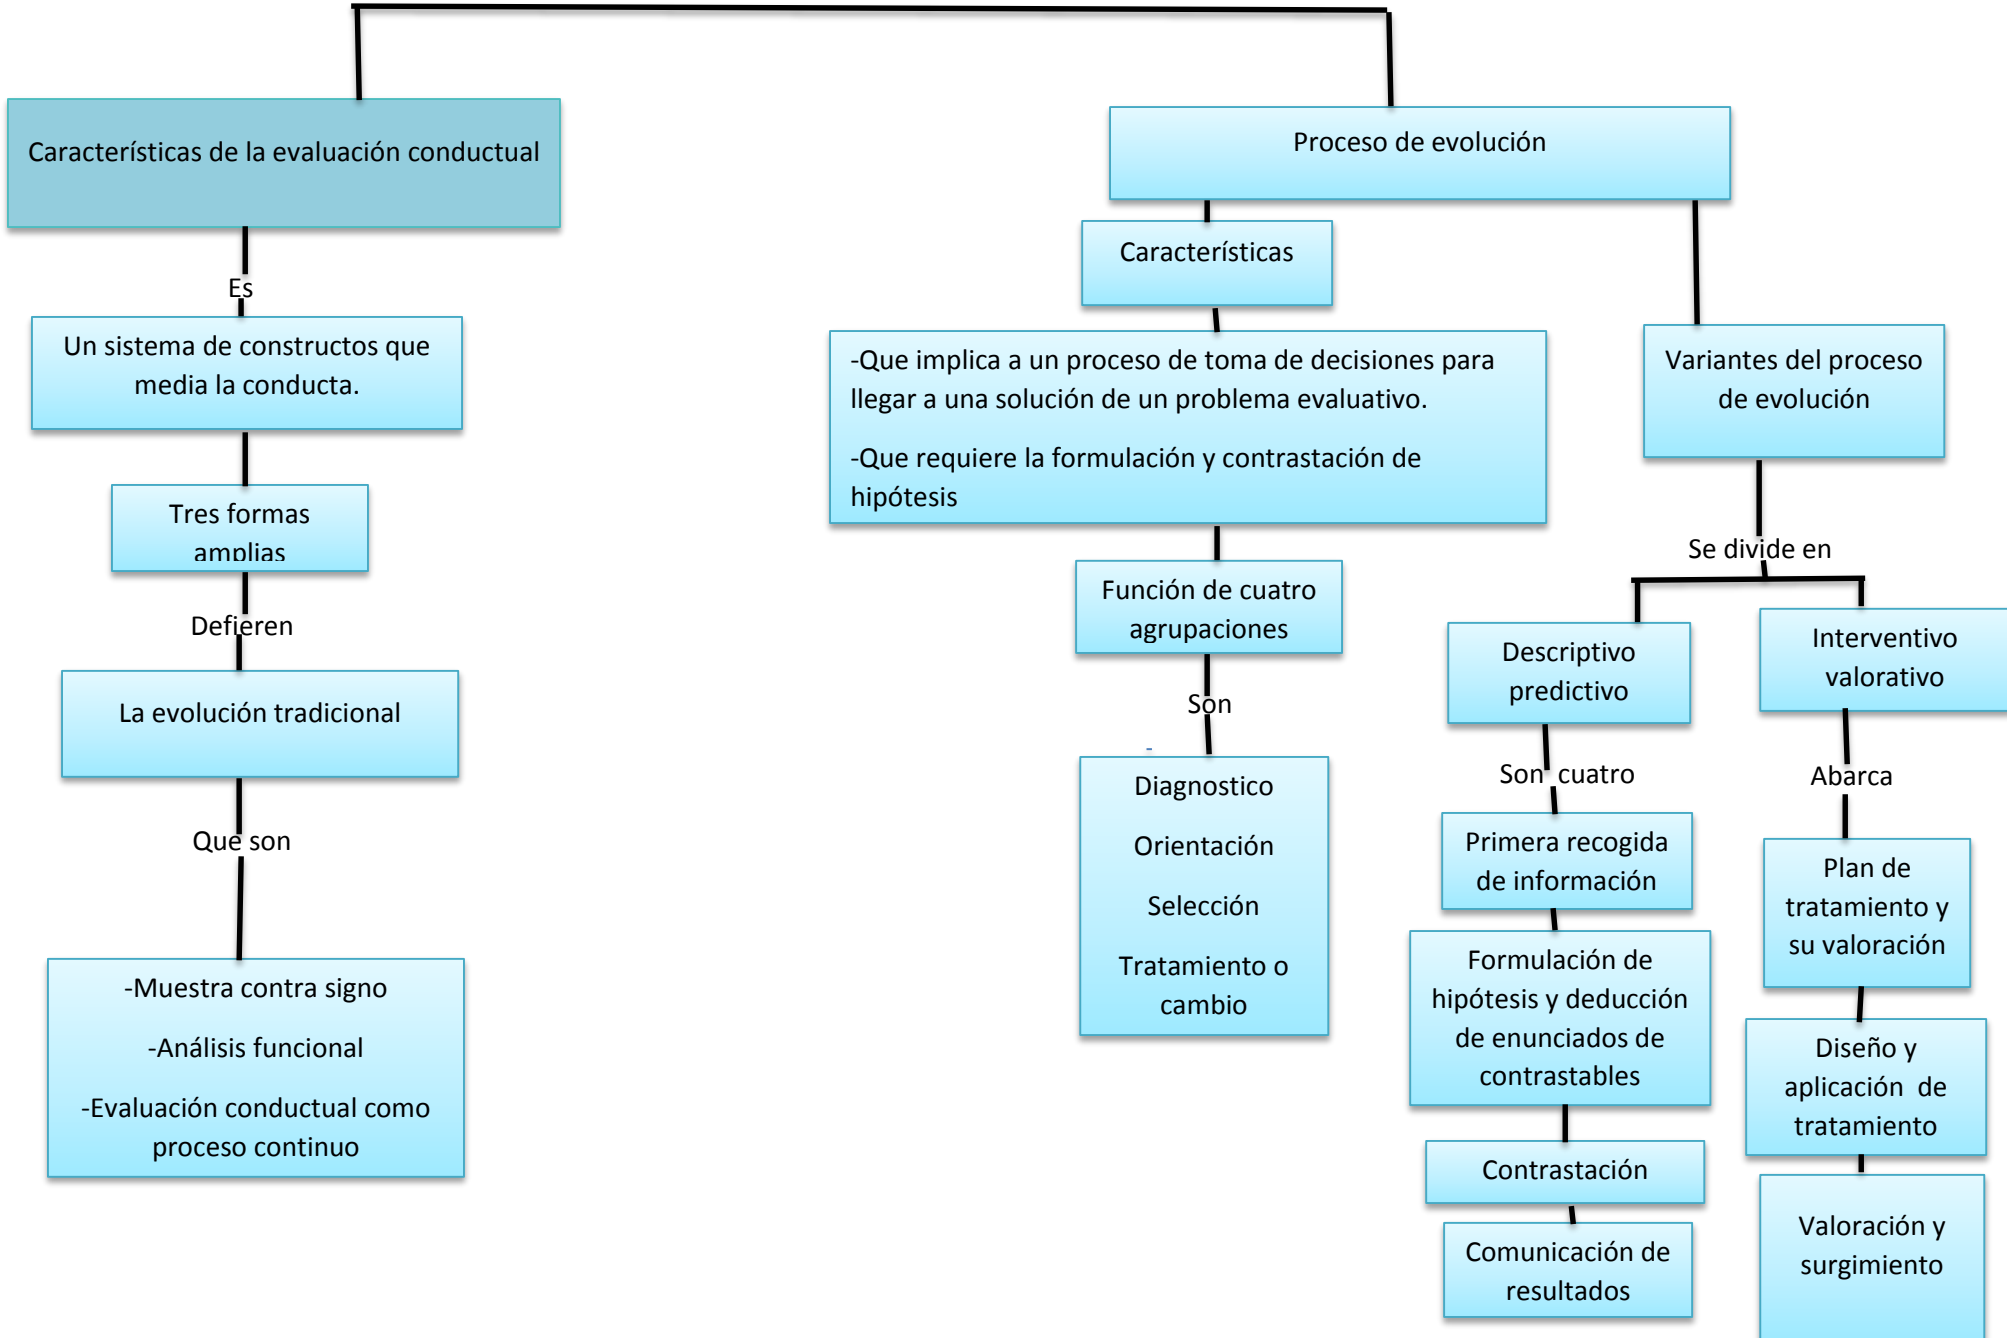 Características de la evaluación conductual
Es
Un sistema de constructos que
media la conducta.
Tres formas
amplias
Defieren
La evolución tradicional
Que son
-Muestra contra signo
-Análisis funcional
-Evaluación conductual como
proceso continuo
Proceso de evolución
Características
-Que implica a un proceso de toma de decisiones para
llegar a una solución de un problema evaluativo.
-Que requiere la formulación y contrastación de
hipótesis
Función de cuatro
agrupaciones
Son
-
Diagnostico
Orientación
Selección
Tratamiento o
cambio
Variantes del proceso
de evolución
Se divide en
Descriptivo
predictivo
Son cuatro
Primera recogida
de información
Formulación de
hipótesis y deducción
de enunciados de
contrastables
Contrastación
Comunicación de
resultados
Interventivo
valorativo
Abarca
Plan de
tratamiento y
su valoración
Diseño y
aplicación de
tratamiento
Valoración y
surgimiento